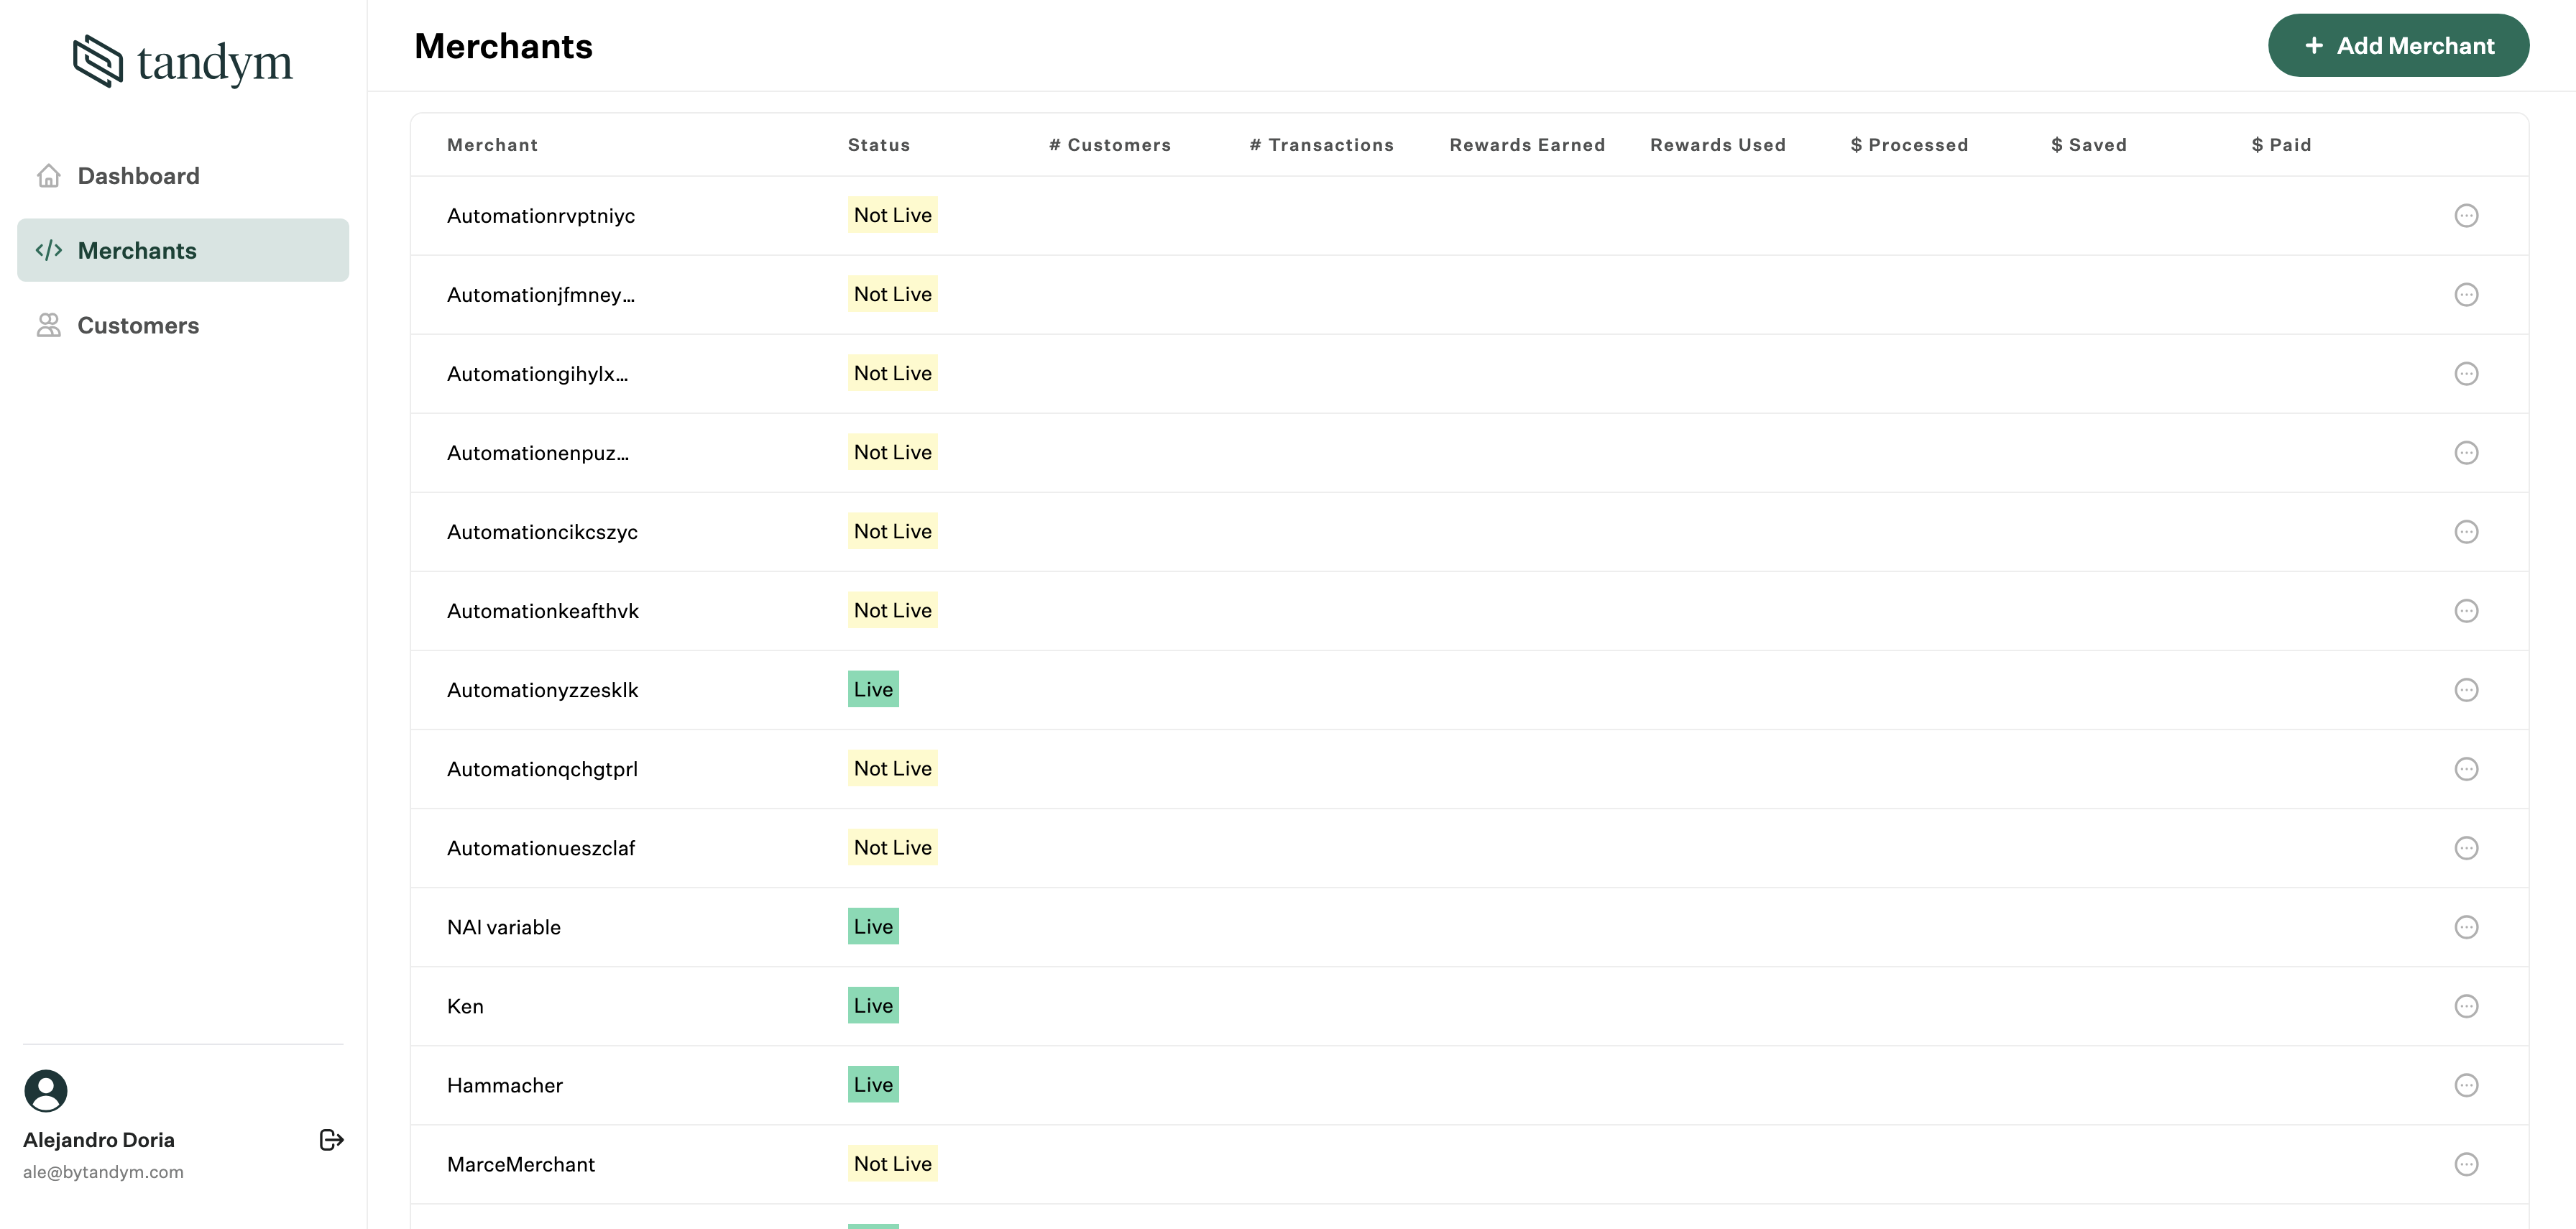 tandym
Dashboard
Merchants
Customers
Alejandro Doria
ale@bytandym.com
Merchants
+ Add Merchant
Merchant Status # Customers # Transactions Rewards Earned Rewards Used $ Processed $ Saved $ Paid
Automationrvptniyc Not Live
Automationjfmney... Not Live
Automationgihylx... Not Live
Automationenpuz... Not Live
Automationcikcszyc Not Live
Automationkeafthvk Not Live
Automationyzzesklk Live
Automationqchgtprl Not Live
Automationueszclaf Not Live
NAI variable Live
Ken Live
Hammacher Live
MarceMerchant Not Live